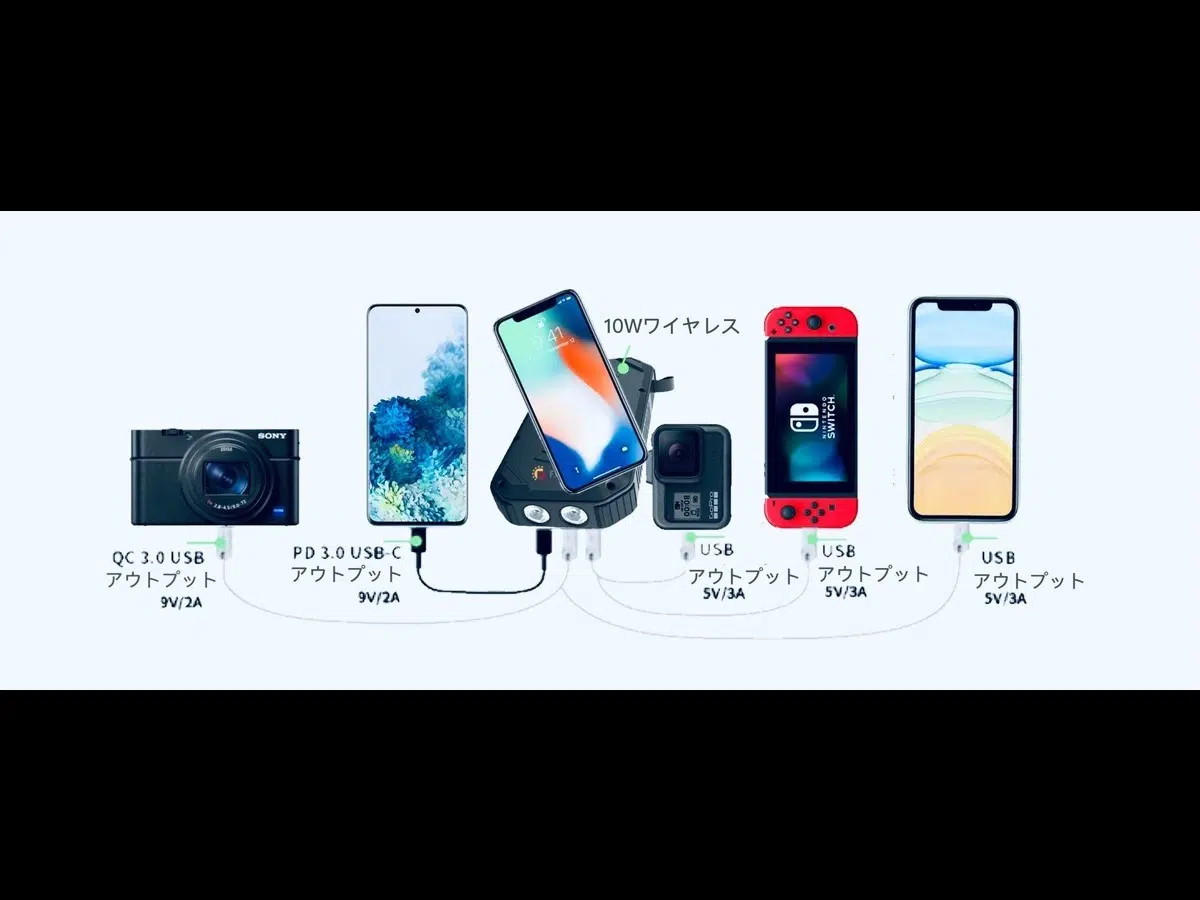 10Wワイヤレス
SONY
9:41
NINTENDO
SWITCH
GoPro
QC 3.0 USB
アウトプット
9V/2A
PD 3.0 USB-C
アウトプット
9V/2A
USB
アウトプット
5V/3A
USB
アウトプット
5V/3A
USB
アウトプット
5V/3A